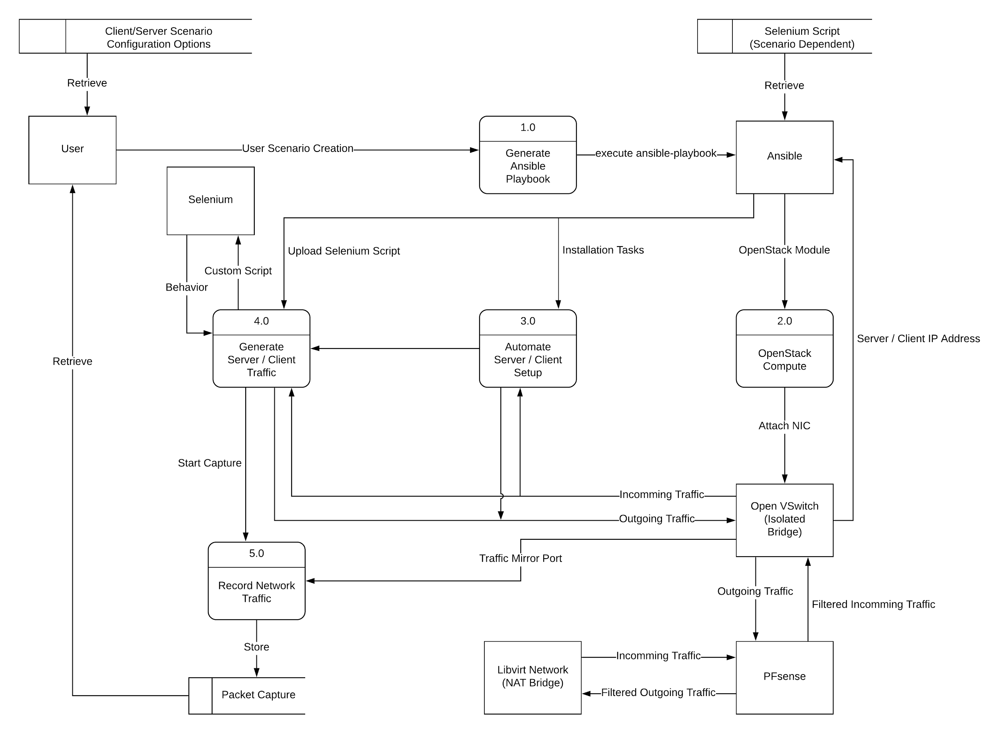 Client/Server Scenario
Configuration Options
Selenium Script
(Scenario Dependent)
Retrieve
Retrieve
User
User Scenario Creation
1.0
Generate
Ansible
Playbook
execute ansible-playbook
Ansible
Selenium
Upload Selenium Script
Installation Tasks
OpenStack Module
Custom Script
Behavior
4.0
Generate
Server / Client
Traffic
3.0
Automate
Server / Client
Setup
2.0
OpenStack
Compute
Server / Client IP Address
Retrieve
Attach NIC
Start Capture
Incomming Traffic
Outgoing Traffic
Open VSwitch
(Isolated
Bridge)
5.0
Record Network
Traffic
Traffic Mirror Port
Outgoing Traffic
Filtered Incomming Traffic
Store
Packet Capture
Libvirt Network
(NAT Bridge)
Incomming Traffic
Filtered Outgoing Traffic
PFsense